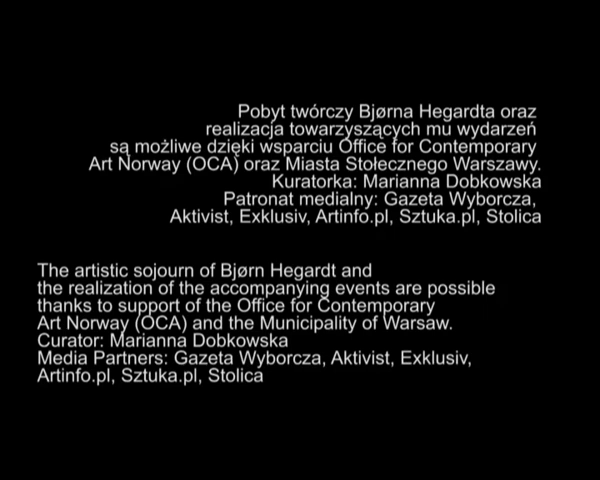 Pobyt twórczy Bjørna Hegardta oraz
realizacja towarzyszących mu wydarzeń
są możliwe dzięki wsparciu Office for Contemporary
Art Norway (OCA) oraz Miasta Stołecznego Warszawy.
Kuratorka: Marianna Dobkowska
Patronat medialny: Gazeta Wyborcza,
Aktivist, Exklusiv, Artinfo.pl, Sztuka.pl, Stolica
The artistic sojourn of Bjørn Hegardt and
the realization of the accompanying events are possible
thanks to support of the Office for Contemporary
Art Norway (OCA) and the Municipality of Warsaw.
Curator: Marianna Dobkowska
Media Partners: Gazeta Wyborcza, Aktivist, Exklusiv,
Artinfo.pl, Sztuka.pl, Stolica